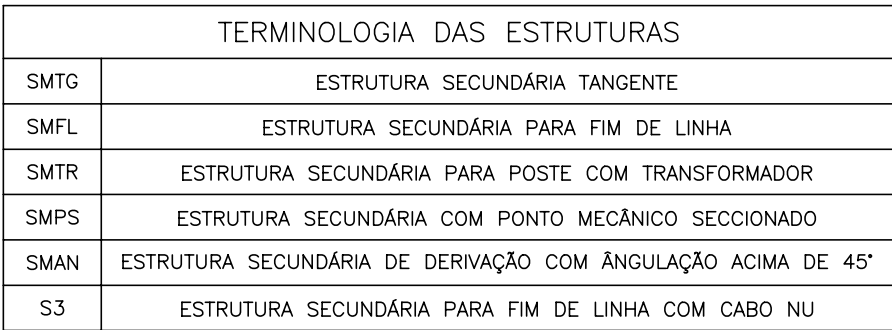 TERMINOLOGIA DAS ESTRUTURAS
SMTG ESTRUTURA SECUNDÁRIA TANGENTE
SMFL ESTRUTURA SECUNDÁRIA PARA FIM DE LINHA
SMTR ESTRUTURA SECUNDÁRIA PARA POSTE COM TRANSFORMADOR
SMPS ESTRUTURA SECUNDÁRIA COM PONTO MECÂNICO SECCIONADO
SMAN ESTRUTURA SECUNDÁRIA DE DERIVAÇÃO COM ÂNGULAÇÃO ACIMA DE 45°
S3 ESTRUTURA SECUNDÁRIA PARA FIM DE LINHA COM CABO NU